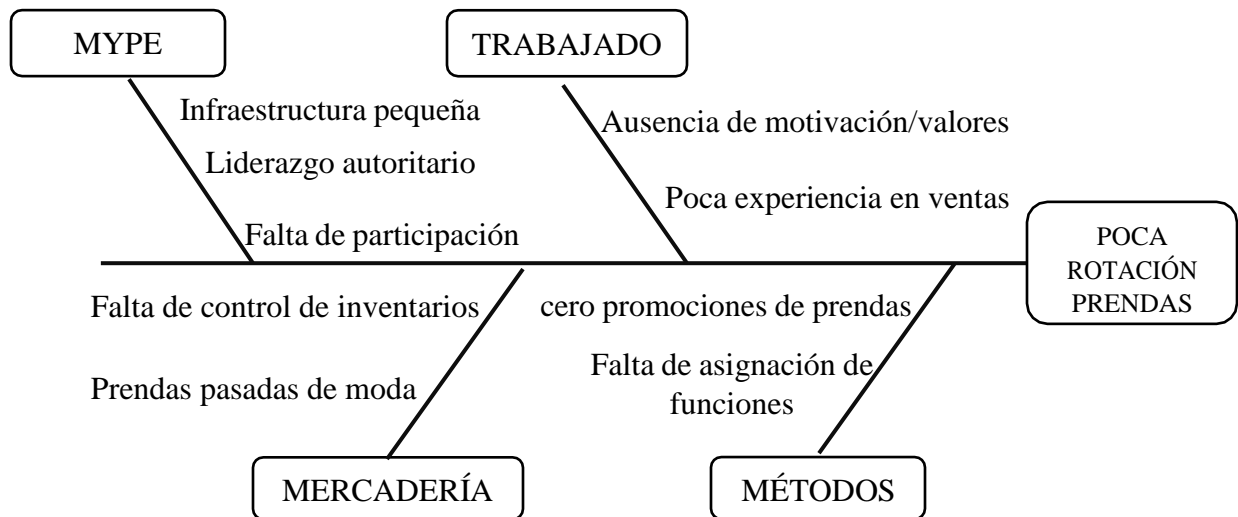 MYPE
TRABAJADO
Infraestructura pequeña
Liderazgo autoritario
Falta de participación
Ausencia de motivación/valores
Poca experiencia en ventas
POCA
ROTACIÓN
PRENDAS
Falta de control de inventarios
Prendas pasadas de moda
cero promociones de prendas
Falta de asignación de
funciones
MERCADERÍA
MÉTODOS